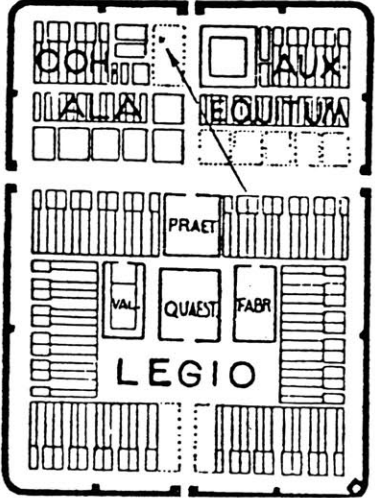 COH. AUX.
ALA EQUITUM
PRAET
VAL. QUAEST. FABR
LEGIO